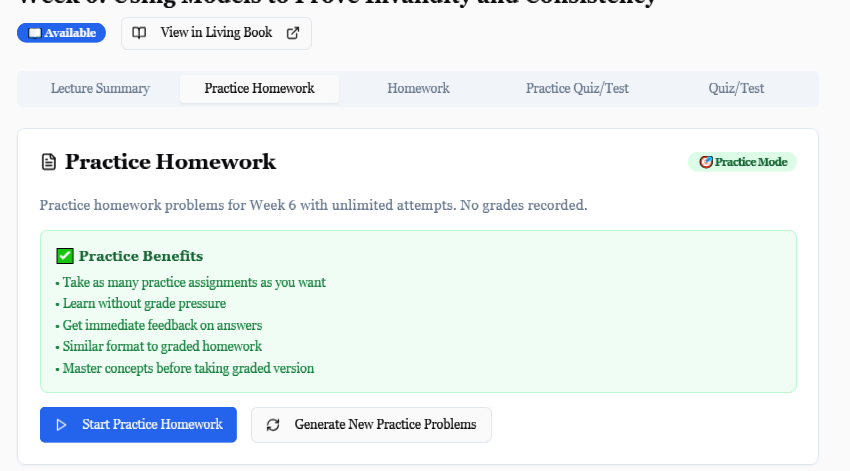 Week 6: Using Models to Prove Invalidity and Consistency
Available
View in Living Book
Lecture Summary
Practice Homework
Homework
Practice Quiz/Test
Quiz/Test
Practice Homework
Practice Mode
Practice homework problems for Week 6 with unlimited attempts. No grades recorded.
Practice Benefits
• Take as many practice assignments as you want
• Learn without grade pressure
• Get immediate feedback on answers
• Similar format to graded homework
• Master concepts before taking graded version
Start Practice Homework
Generate New Practice Problems